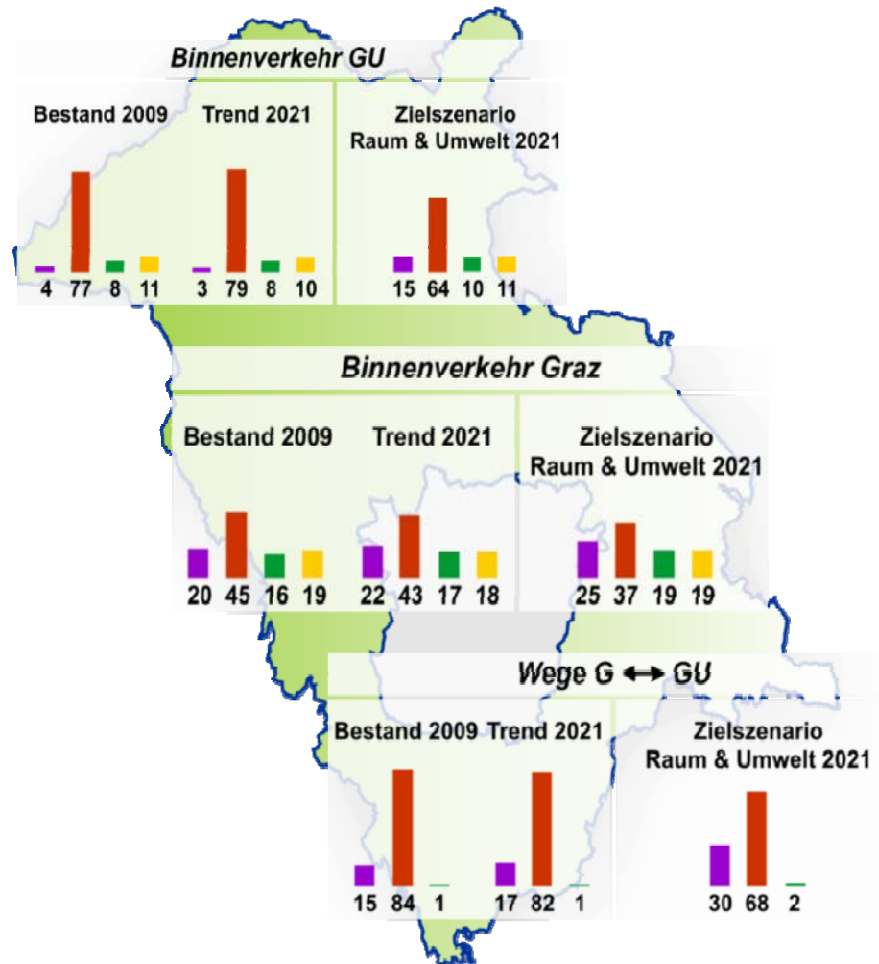 Binnenverkehr GU
Bestand 2009 Trend 2021 Zielszenario
Raum & Umwelt 2021
4 77 8 11 3 79 8 10 15 64 10 11
Binnenverkehr Graz
Bestand 2009 Trend 2021 Zielszenario
Raum & Umwelt 2021
20 45 16 19 22 43 17 18 25 37 19 19
Wege G ↔ GU
Bestand 2009 Trend 2021 Zielszenario
Raum & Umwelt 2021
15 84 1 17 82 1 30 68 2